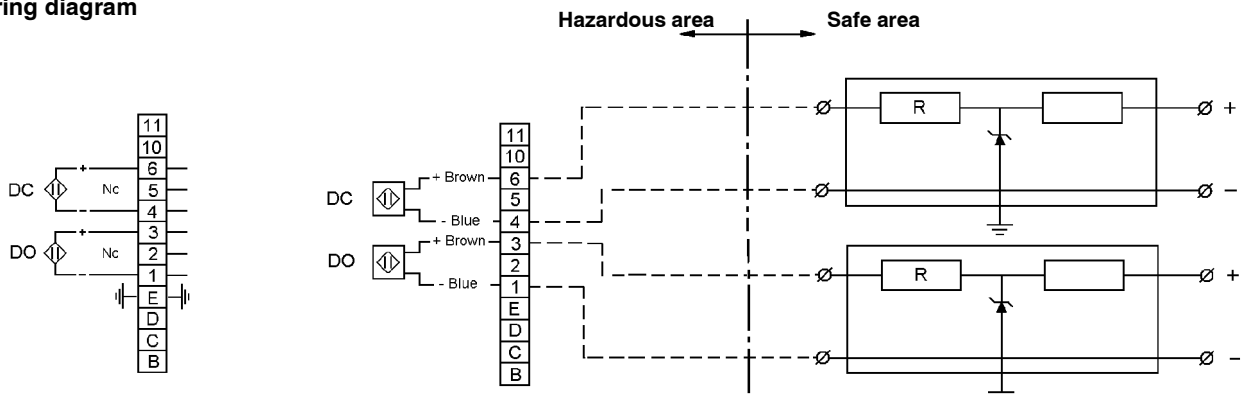 ring diagram
Hazardous area
Safe area
11
10
DC + 6
Nc 5
- 4
DO + 3
Nc 2
- 1
E
D
C
B
11
10
DC + Brown 6
5
- Blue 4
DO + Brown 3
2
- Blue 1
E
D
C
B
R +
-
R +
-